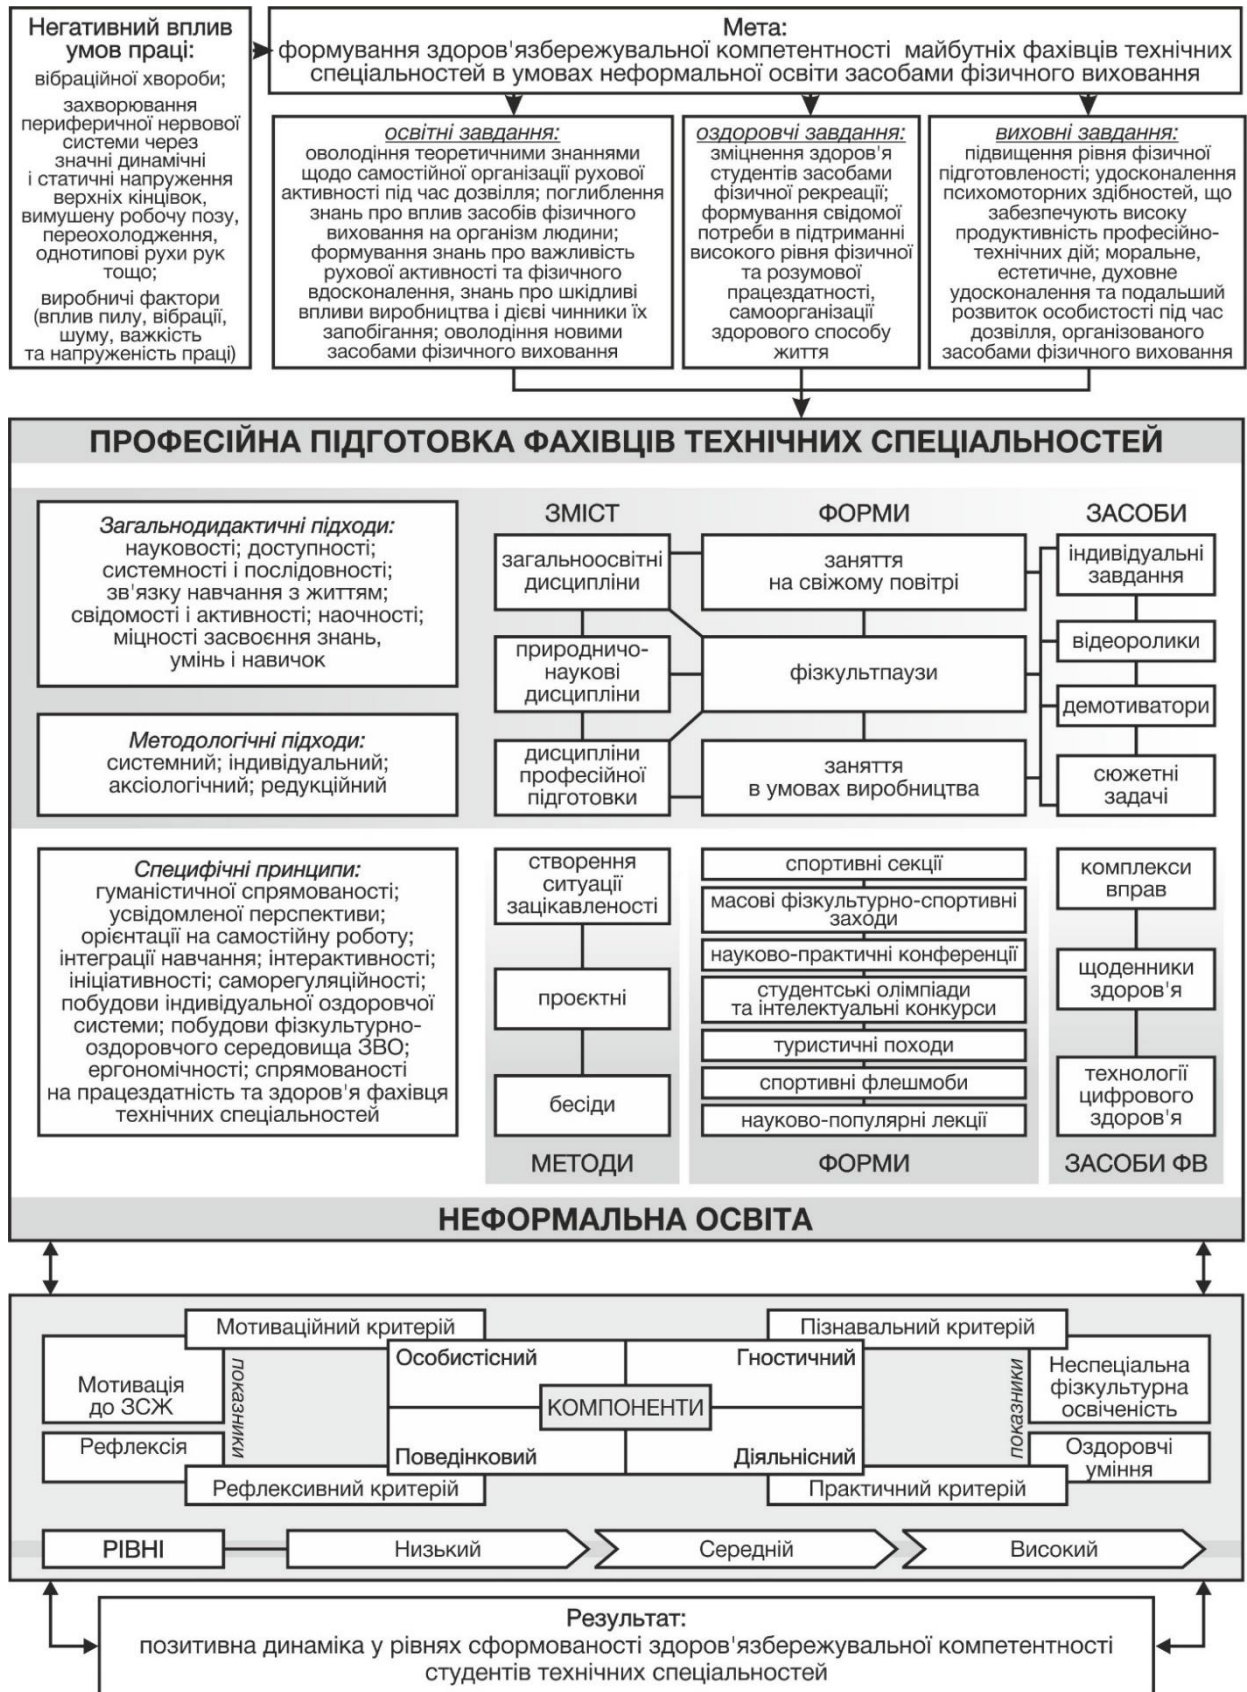 Негативний вплив
умов праці:
вібраційної хвороби;
захворювання
периферичної нервової
системи через
значні динамічні
і статичні напруження
верхніх кінцівок,
вимушену робочу позу,
переохолодження,
однотипові рухи рук
тощо;
виробничі фактори
(вплив пилу, вібрації,
шуму, важкість
та напруженість праці)
Мета:
формування здоров'язбережувальної компетентності майбутніх фахівців технічних
спеціальностей в умовах неформальної освіти засобами фізичного виховання
освітні завдання:
оволодіння теоретичними знаннями
щодо самостійної організації рухової
активності під час дозвілля; поглиблення
знань про вплив засобів фізичного
виховання на організм людини;
формування знань про важливість
рухової активності та фізичного
вдосконалення, знань про шкідливі
впливи виробництва і дієві чинники їх
запобігання; оволодіння новими
засобами фізичного виховання
оздоровчі завдання:
зміцнення здоров'я
студентів засобами
фізичної рекреації;
формування свідомої
потреби в підтриманні
високого рівня фізичної
та розумової
працездатності,
самоорганізації
здорового способу
життя
виховні завдання:
підвищення рівня фізичної
підготовленості; удосконалення
психомоторних здібностей, що
забезпечують високу
продуктивність професійно-
технічних дій; моральне,
естетичне, духовне
удосконалення та подальший
розвиток особистості під час
дозвілля, організованого
засобами фізичного виховання
ПРОФЕСІЙНА ПІДГОТОВКА ФАХІВЦІВ ТЕХНІЧНИХ СПЕЦІАЛЬНОСТЕЙ
Загальнодидактичні підходи:
науковості; доступності;
системності і послідовності;
зв'язку навчання з життям;
свідомості і активності; наочності;
міцності засвоєння знань,
умінь і навичок
Методологічні підходи:
системний; індивідуальний;
аксіологічний; редукційний
ЗМІСТ
загальноосвітні
дисципліни
природничо-
наукові
дисципліни
дисципліни
професійної
підготовки
ФОРМИ
заняття
на свіжому повітрі
фізкультпаузи
заняття
в умовах виробництва
ЗАСОБИ
індивідуальні
завдання
відеоролики
демотиватори
сюжетні
задачі
Специфічні принципи:
гуманістичної спрямованості;
усвідомленої перспективи;
орієнтації на самостійну роботу;
інтеграції навчання; інтерактивності;
ініціативності; саморегуляційності;
побудови індивідуальної оздоровчої
системи; побудови фізкультурно-
оздоровчого середовища ЗВО;
ергономічності; спрямованості
на працездатність та здоров'я фахівця
технічних спеціальностей
створення
ситуації
зацікавленості
проєктні
бесіди
МЕТОДИ
спортивні секції
масові фізкультурно-спортивні
заходи
науково-практичні конференції
студентські олімпіади
та інтелектуальні конкурси
туристичні походи
спортивні флешмоби
науково-популярні лекції
ФОРМИ
комплекси
вправ
щоденники
здоров'я
технології
цифрового
здоров'я
ЗАСОБИ ФВ
НЕФОРМАЛЬНА ОСВІТА
Мотиваційний критерій
Пізнавальний критерій
Мотивація
до ЗСЖ
Рефлексія
показники
Особистісний
Гностичний
КОМПОНЕНТИ
Поведінковий
Діяльнісний
показники
Неспеціальна
фізкультурна
освіченість
Оздоровчі
уміння
Рефлексивний критерій
Практичний критерій
РІВНІ
Низький
Середній
Високий
Результат:
позитивна динаміка у рівнях сформованості здоров'язбережувальної компетентності
студентів технічних спеціальностей